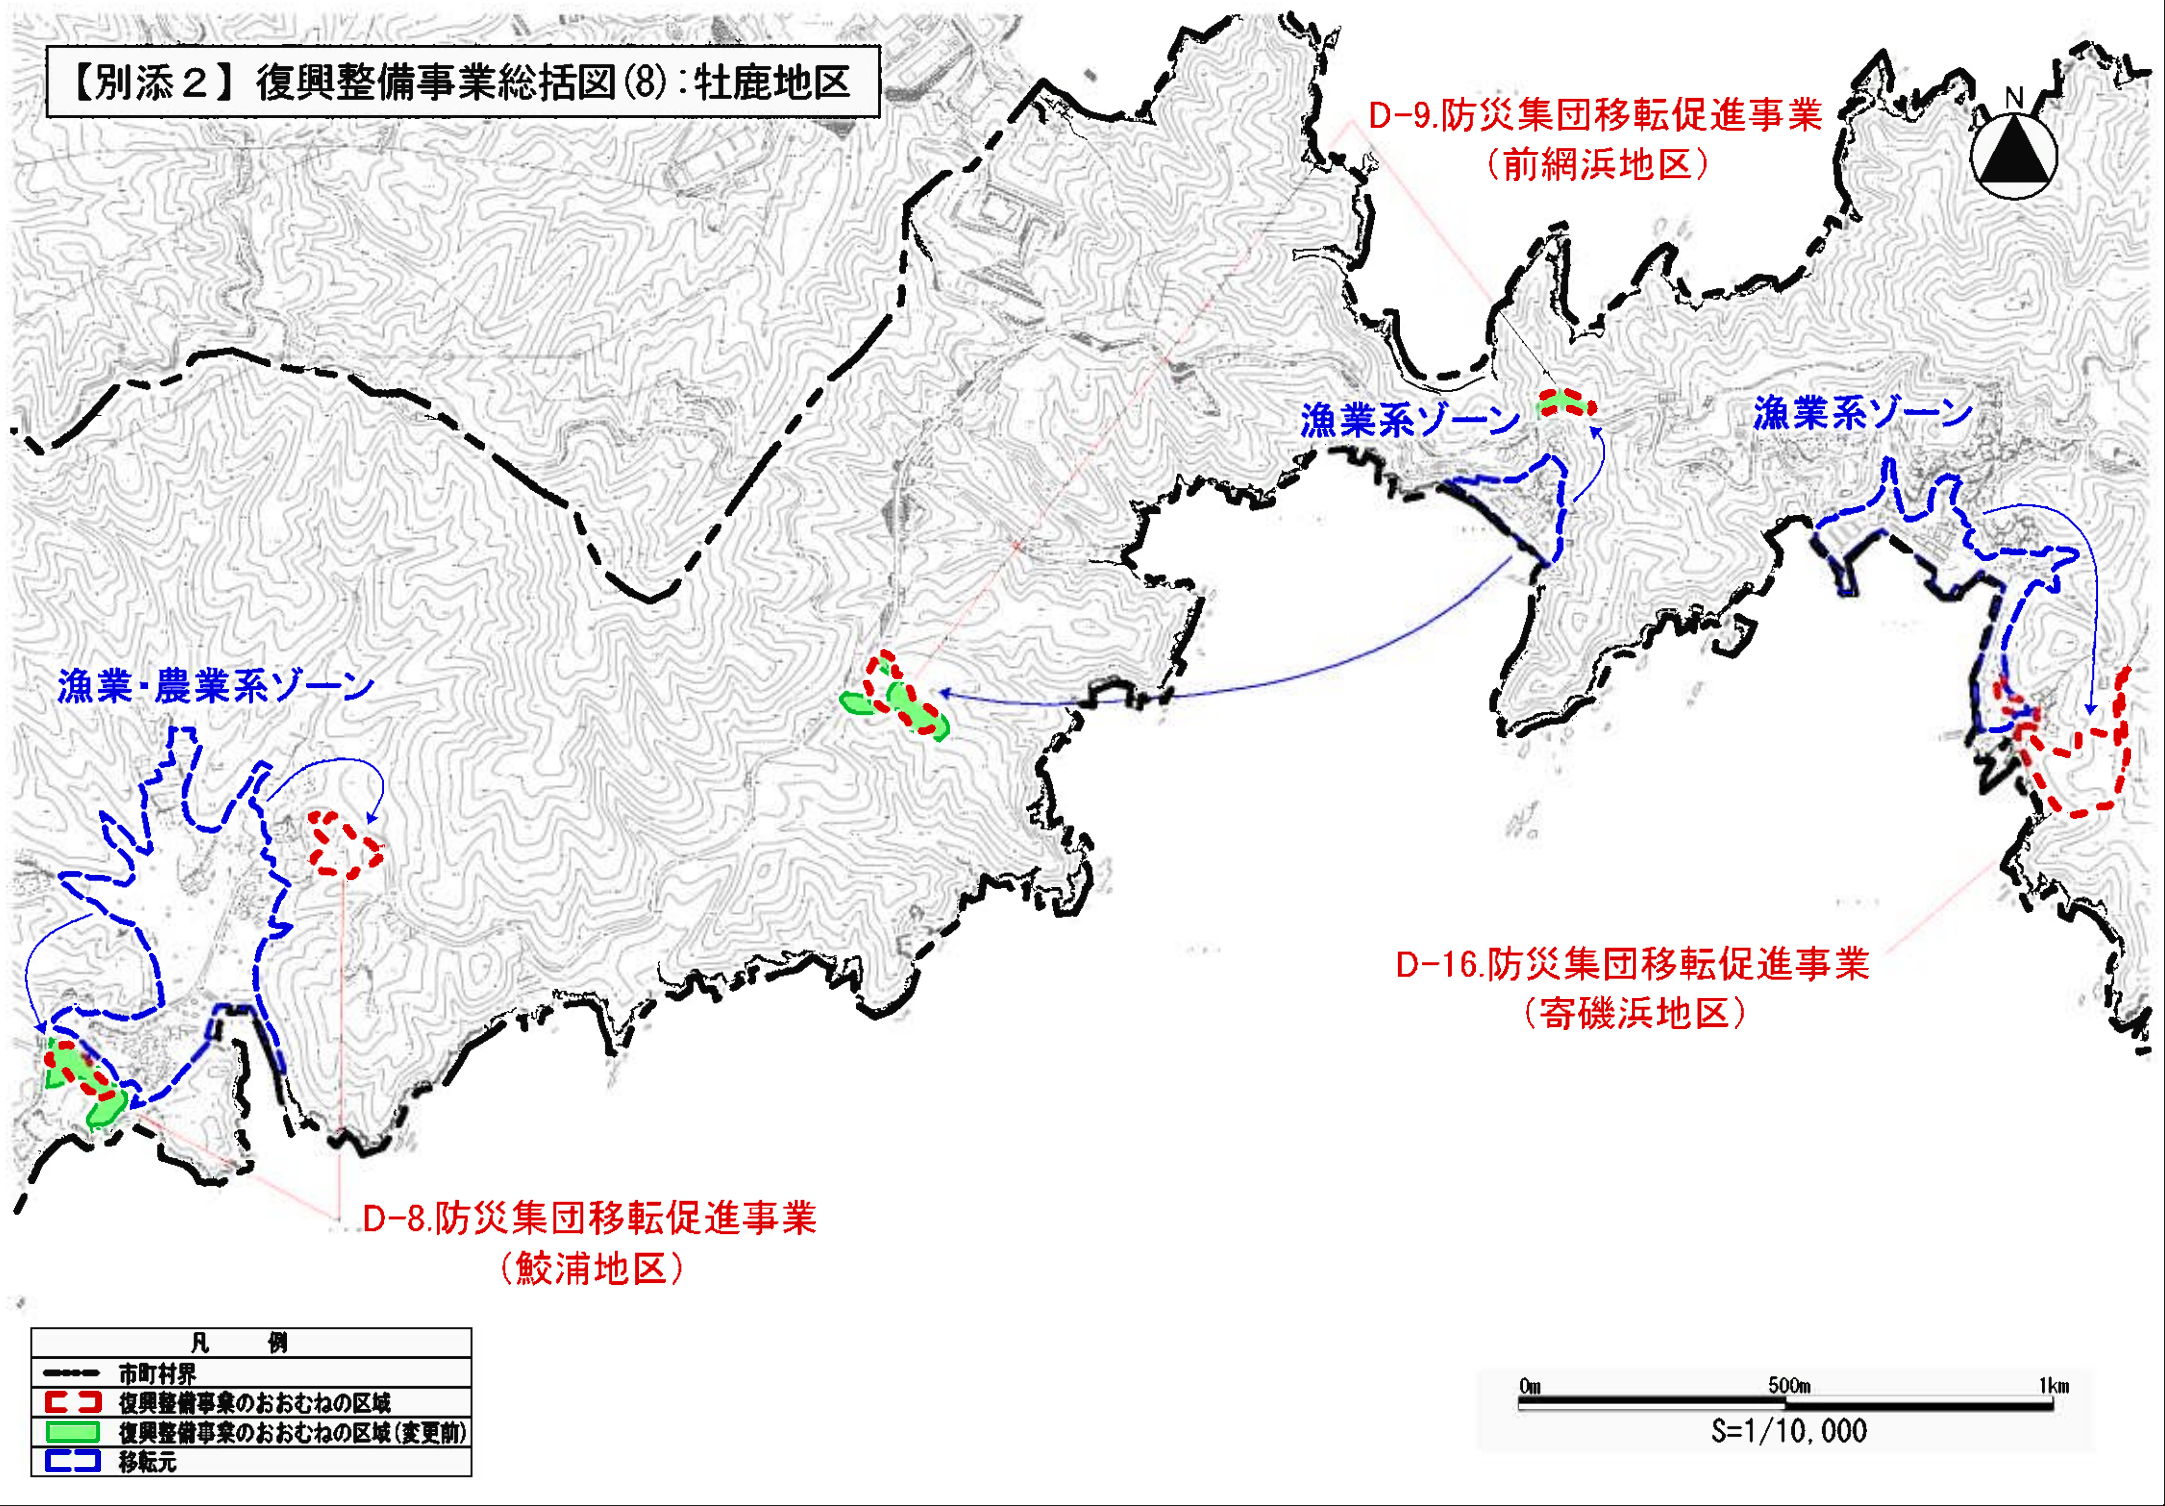 【別添２】復興整備事業総括図(8):牡鹿地区
D-9.防災集団移転促進事業
(前網浜地区)
N
漁業系ゾーン
漁業系ゾーン
漁業・農業系ゾーン
D-16.防災集団移転促進事業
(寄磯浜地区)
D-8.防災集団移転促進事業
(鮫浦地区)
凡 例
市町村界
復興整備事業のおおむねの区域
復興整備事業のおおむねの区域(変更前)
移転元
0m 500m 1km
S=1/10,000